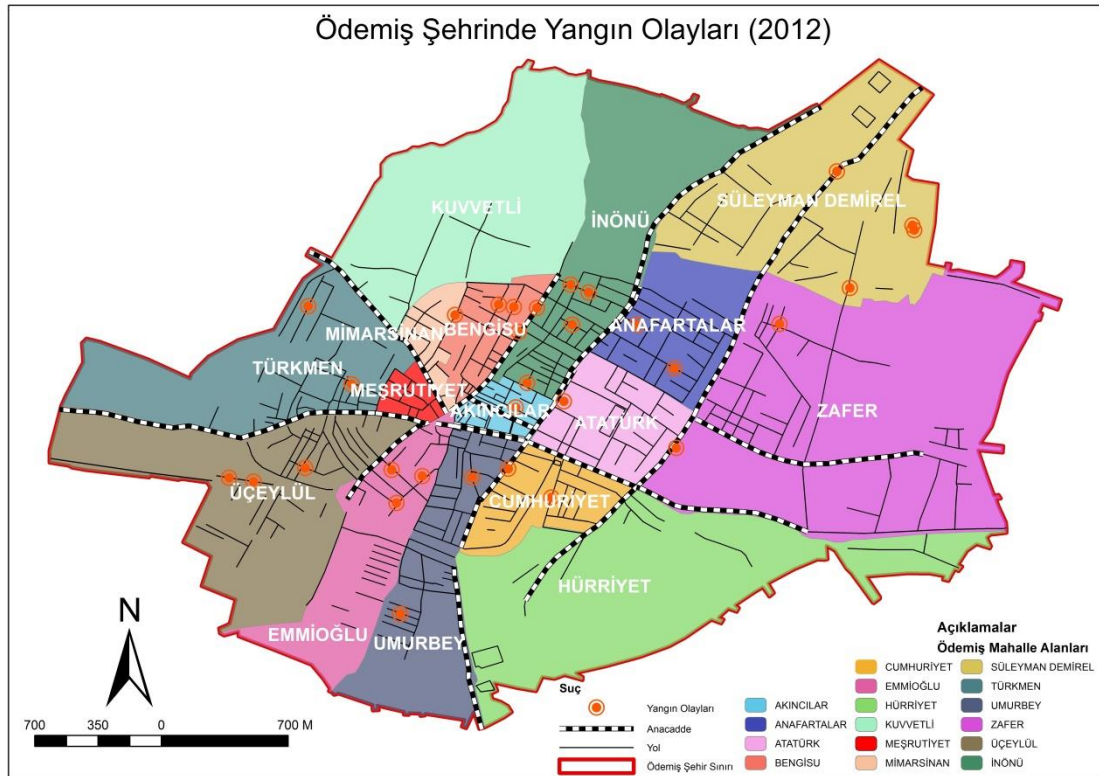 Ödemiş Şehrinde Yangın Olayları (2012)
KUVVETLİ
İNÖNÜ
SÜLEYMAN DEMİREL
MİMARSİNAN
BENGİSU
ANAFARTALAR
TÜRKMEN
MEŞRUTİYET
AKINCILAR
ATATÜRK
ZAFER
ÜÇEYLÜL
CUMHURİYET
HÜRRİYET
EMMİOĞLU
UMURBEY
N
700 350 0 700 M
Suç
Yangın Olayları
Anacadde
Yol
Ödemiş Şehir Sınırı
Açıklamalar
Ödemiş Mahalle Alanları
AKINCILAR
ANAFARTALAR
ATATÜRK
BENGİSU
CUMHURİYET
EMMİOĞLU
HÜRRİYET
KUVVETLİ
MEŞRUTİYET
MİMARSİNAN
SÜLEYMAN DEMİREL
TÜRKMEN
UMURBEY
ZAFER
ÜÇEYLÜL
İNÖNÜ